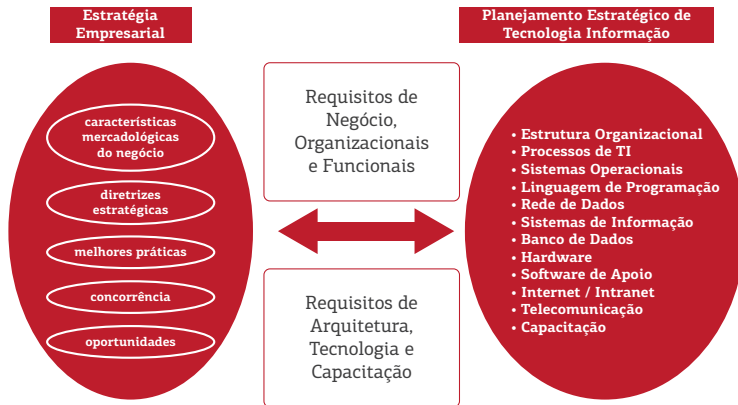 Estratégia
Empresarial
Planejamento Estratégico de
Tecnologia Informação
características
mercadológicas
do negócio
diretrizes
estratégicas
melhores práticas
concorrência
oportunidades
Requisitos de
Negócio,
Organizacionais
e Funcionais
Requisitos de
Arquitetura,
Tecnologia e
Capacitação
• Estrutura Organizacional
• Processos de TI
• Sistemas Operacionais
• Linguagem de Programação
• Rede de Dados
• Sistemas de Informação
• Banco de Dados
• Hardware
• Software de Apoio
• Internet / Intranet
• Telecomunicação
• Capacitação